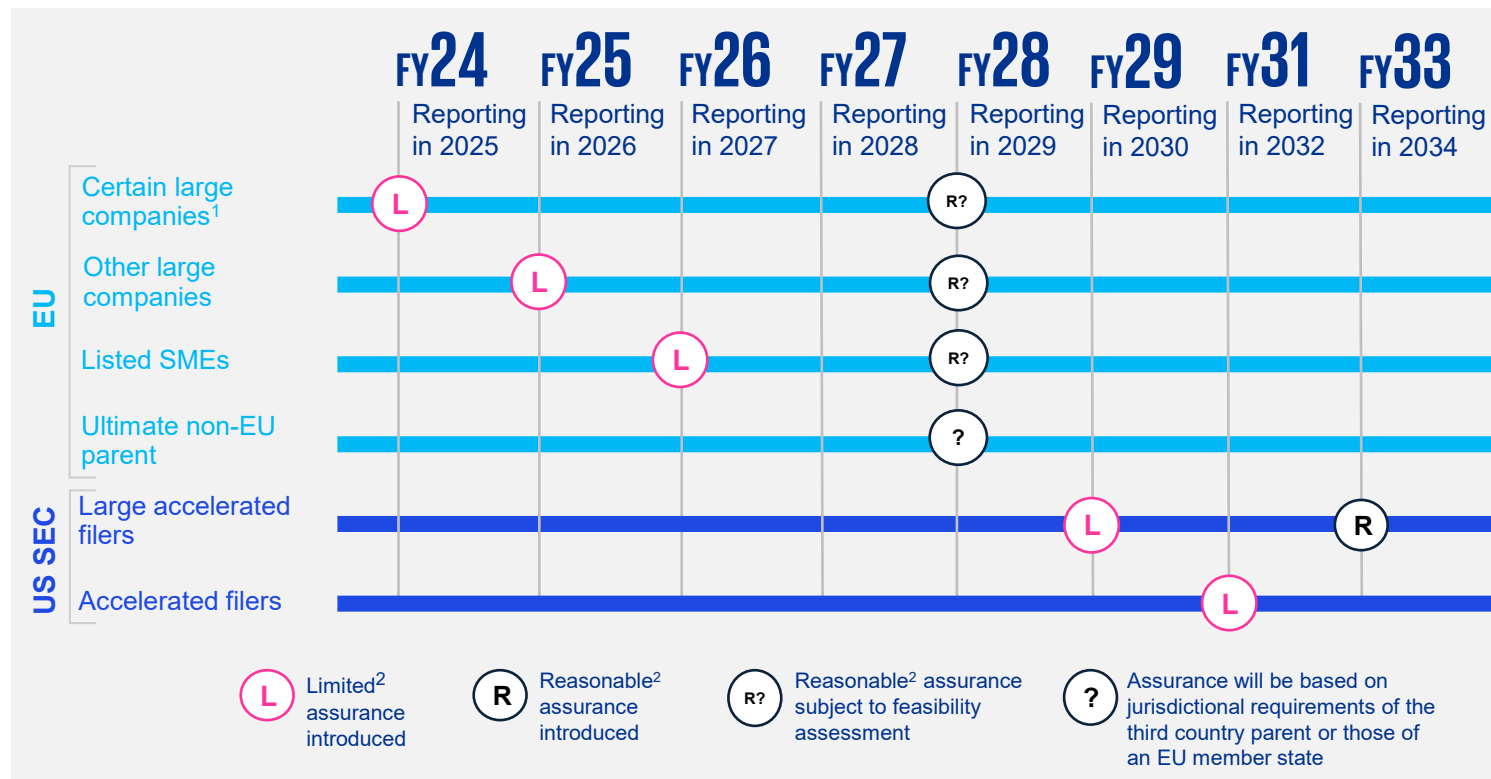 FY24 FY25 FY26 FY27 FY28 FY29 FY31 FY33
Reporting in 2025
Reporting in 2026
Reporting in 2027
Reporting in 2028
Reporting in 2029
Reporting in 2030
Reporting in 2032
Reporting in 2034
EU
Certain large
companies1
L
R?
Other large
companies
L
R?
Listed SMEs
L
R?
Ultimate non-EU
parent
?
US SEC
Large accelerated
filers
L
R
Accelerated filers
L
L
Limited2
assurance
introduced
R
Reasonable2
assurance
introduced
R?
Reasonable2 assurance
subject to feasibility
assessment
?
Assurance will be based on
jurisdictional requirements of the
third country parent or those of
an EU member state